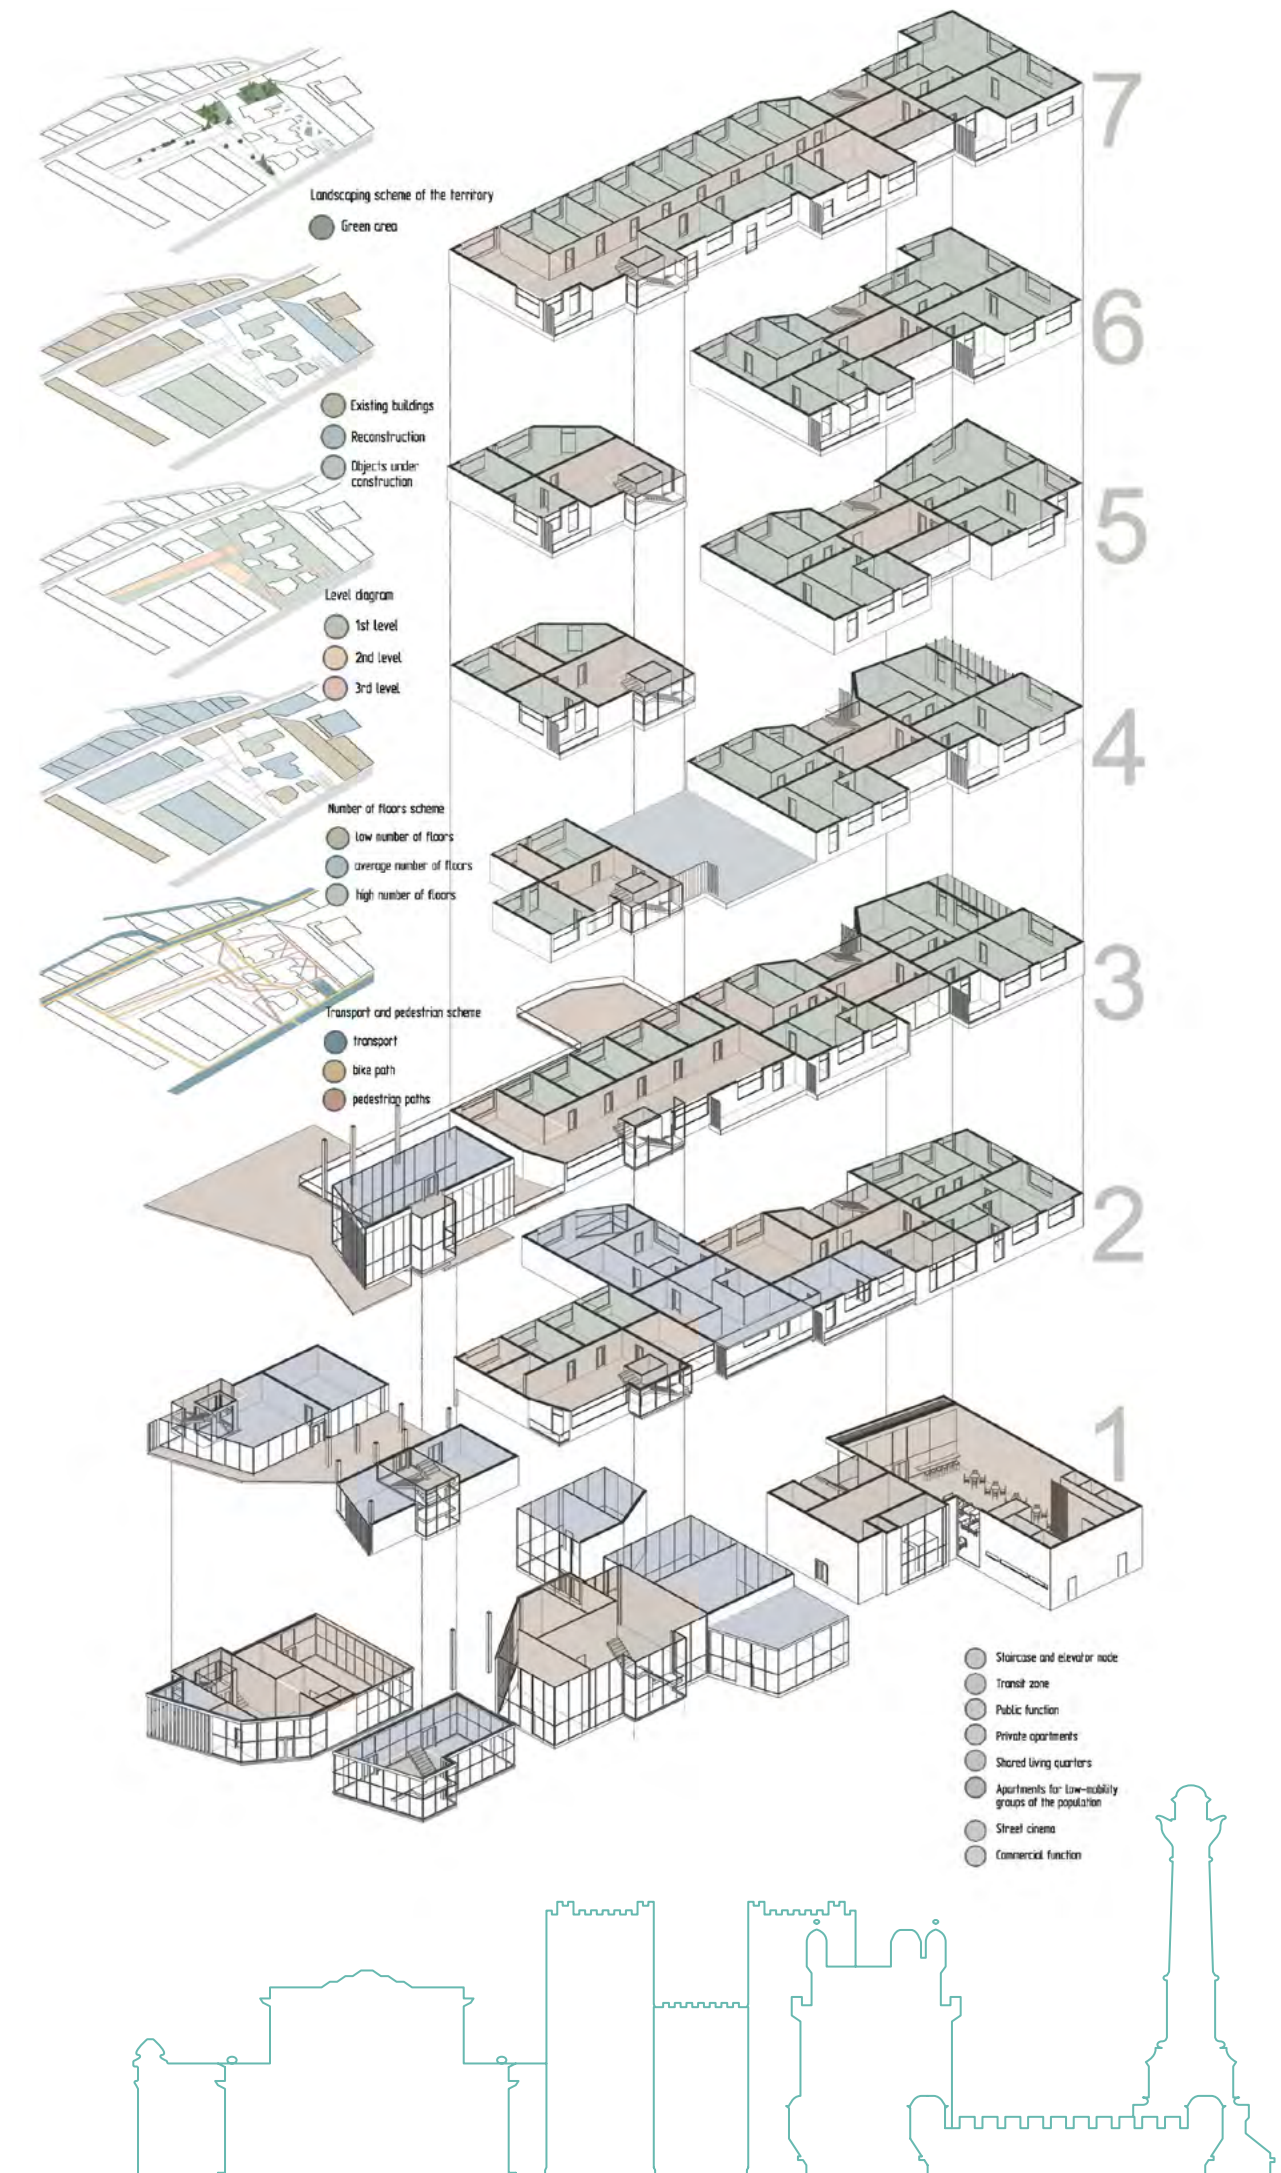 7
Landscaping scheme of the territory
Green area
6
Existing buildings
Reconstruction
Objects under
construction
5
Level diagram
1st level
2nd level
3rd level
4
Number of floors scheme
low number of floors
average number of floors
high number of floors
3
Transport and pedestrian scheme
transport
bike path
pedestrian paths
2
1
Staircase and elevator node
Transit zone
Public function
Private apartments
Shared living quarters
Apartments for low-mobility
groups of the population
Street cinema
Commercial function